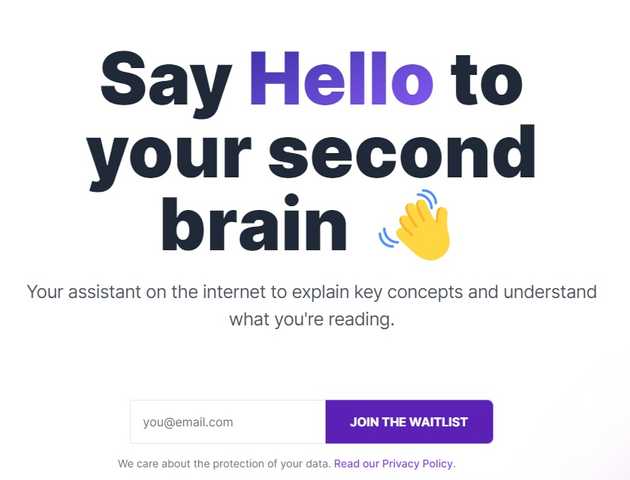 Say Hello to
your second
brain 👋
Your assistant on the internet to explain key concepts and understand
what you're reading.
you@email.com
JOIN THE WAITLIST
We care about the protection of your data. Read our Privacy Policy.